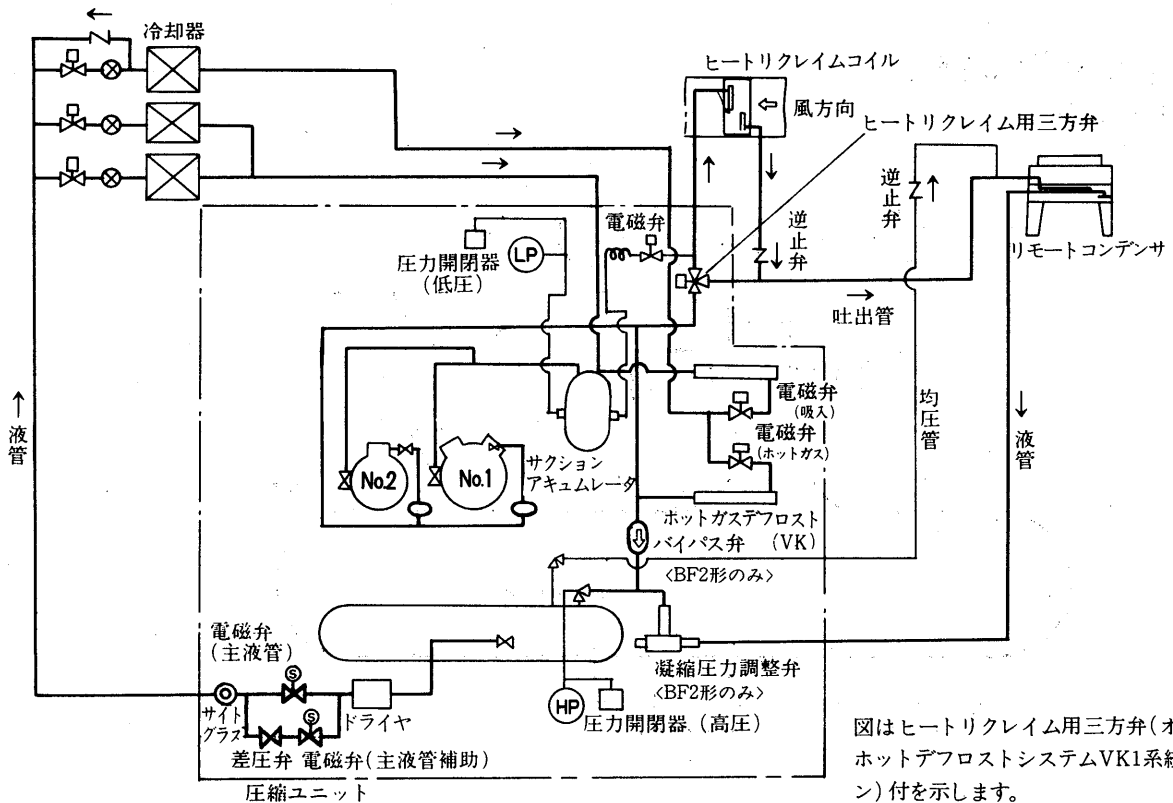 冷却器
ヒートリクレイムコイル
風方向
ヒートリクレイム用三方弁
逆止弁
リモートコンデンサ
電磁弁
圧力開閉器
(低圧)
LP
逆止弁
吐出管
液管
No.2
No.1
サクション
アキュムレータ
電磁弁
(吸入)
電磁弁
(ホットガス)
均圧管
液管
ホットガスデフロスト
(VK)
バイパス弁
<BF2形のみ>
電磁弁
(主液管)
凝縮圧力調整弁
<BF2形のみ>
サイト
グラス
ドライヤ
HP
圧力開閉器(高圧)
差圧弁 電磁弁(主液管補助)
圧縮ユニット
図はヒートリクレイム用三方弁(オ
ホットデフロストシステムVK1系統
ン)付を示します。